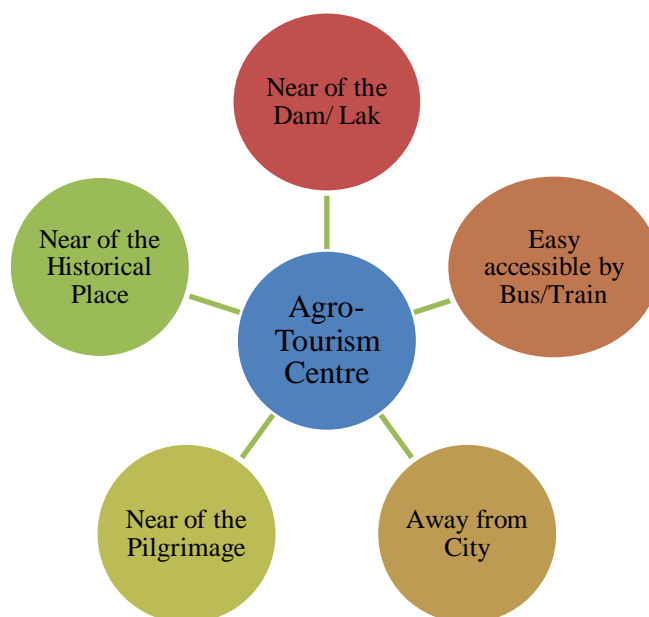 Near of the
Dam/ Lak
Easy
accessible by
Bus/Train
Away from
City
Near of the
Pilgrimage
Near of the
Historical
Place
Agro-
Tourism
Centre